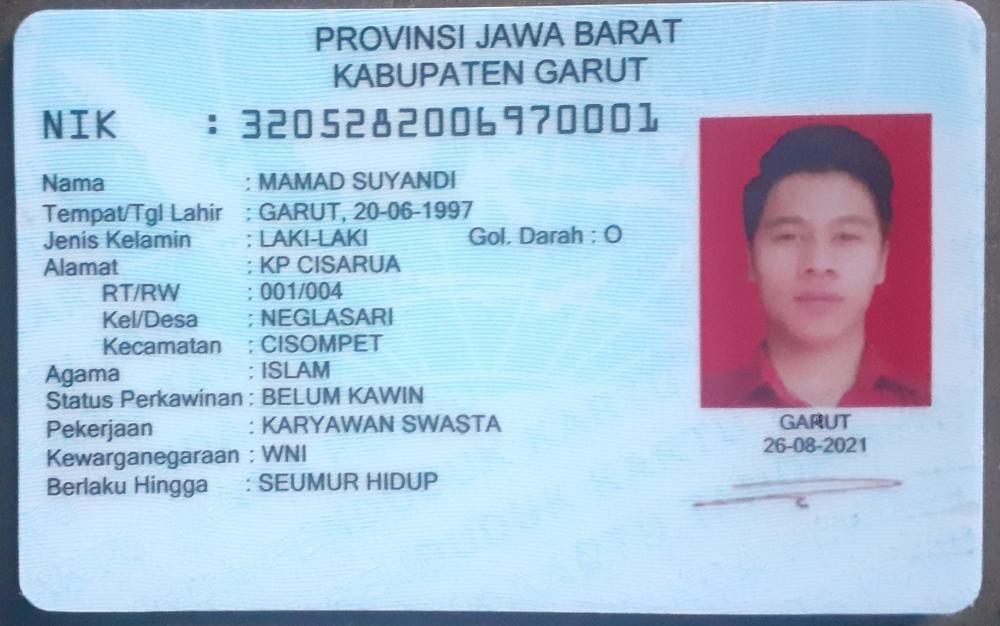 PROVINSI JAWA BARAT
KABUPATEN GARUT
NIK : 3205282006970001
Nama : MAMAD SUYANDI
Tempat/Tgl Lahir : GARUT, 20-06-1997
Jenis Kelamin : LAKI-LAKI Gol. Darah : O
Alamat : KP CISARUA
RT/RW : 001/004
Kel/Desa : NEGLASARI
Kecamatan : CISOMPET
Agama : ISLAM
Status Perkawinan : BELUM KAWIN
Pekerjaan : KARYAWAN SWASTA
Kewarganegaraan : WNI
Berlaku Hingga : SEUMUR HIDUP
GARUT
26-08-2021